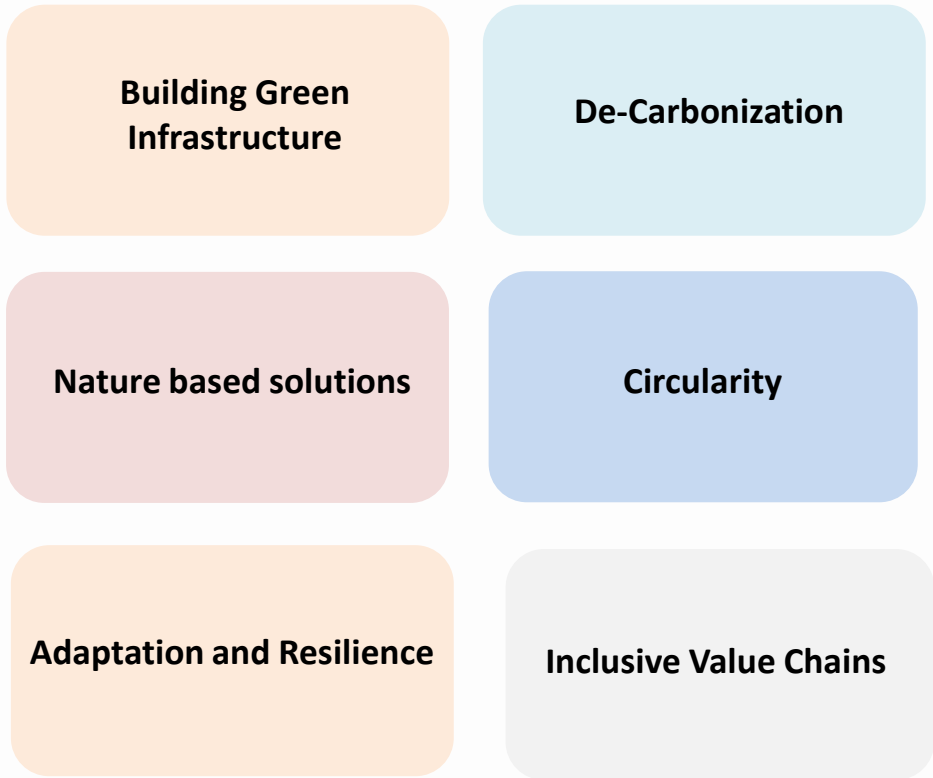 Building Green
Infrastructure
De-Carbonization
Nature based solutions
Circularity
Adaptation and Resilience
Inclusive Value Chains